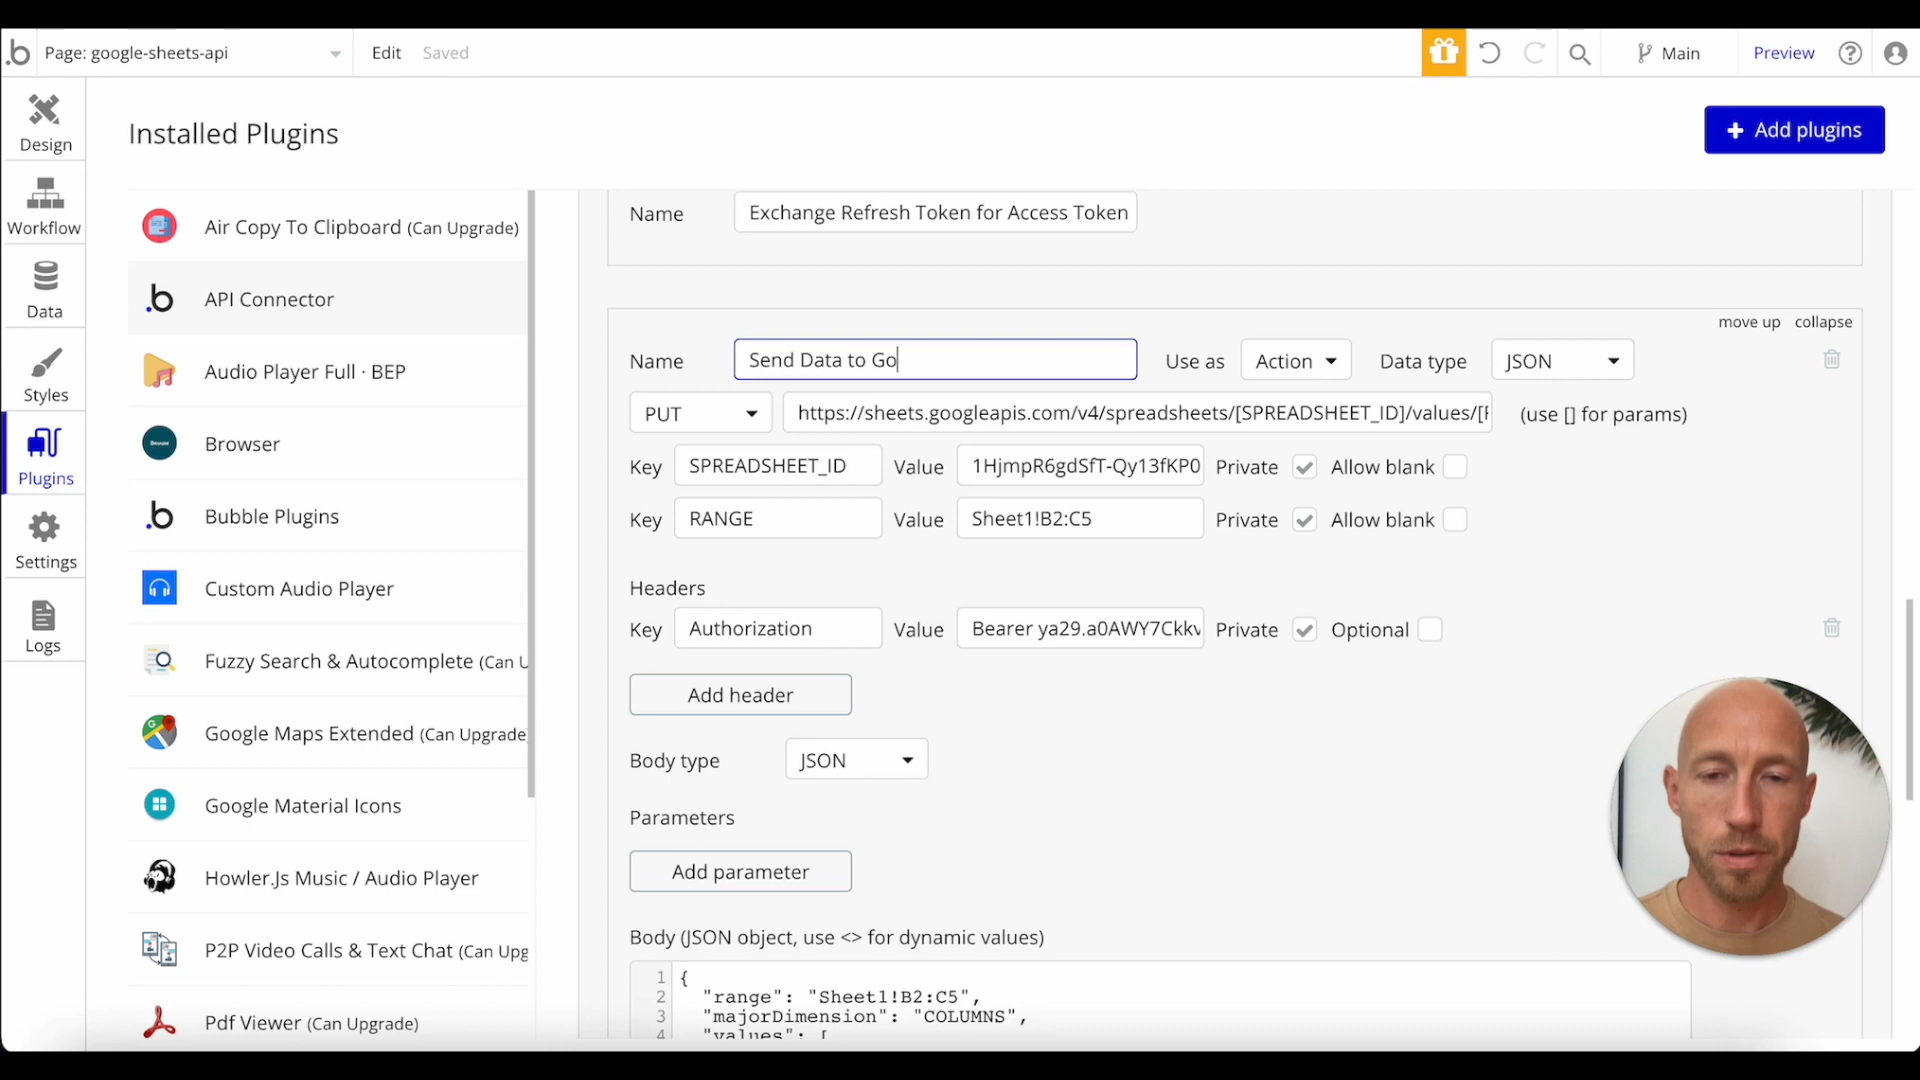 Page: google-sheets-api Edit Saved Main Preview
Design
Workflow
Data
Styles
Plugins
Settings
Logs
Installed Plugins
+ Add plugins
Air Copy To Clipboard (Can Upgrade)
API Connector
Audio Player Full · BEP
Browser
Bubble Plugins
Custom Audio Player
Fuzzy Search & Autocomplete (Can U
Google Maps Extended (Can Upgrade
Google Material Icons
Howler.Js Music / Audio Player
P2P Video Calls & Text Chat (Can Upg
Pdf Viewer (Can Upgrade)
Name Exchange Refresh Token for Access Token
move up collapse
Name Send Data to Go Use as Action Data type JSON
PUT https://sheets.googleapis.com/v4/spreadsheets/[SPREADSHEET_ID]/values/[ (use [] for params)
Key SPREADSHEET_ID Value 1HjmpR6gdSfT-Qy13fKP0 Private Allow blank
Key RANGE Value Sheet1!B2:C5 Private Allow blank
Headers
Key Authorization Value Bearer ya29.a0AWY7Ckkv Private Optional
Add header
Body type JSON
Parameters
Add parameter
Body (JSON object, use <> for dynamic values)
1 {
2 "range": "Sheet1!B2:C5",
3 "majorDimension": "COLUMNS",
4 "values": [